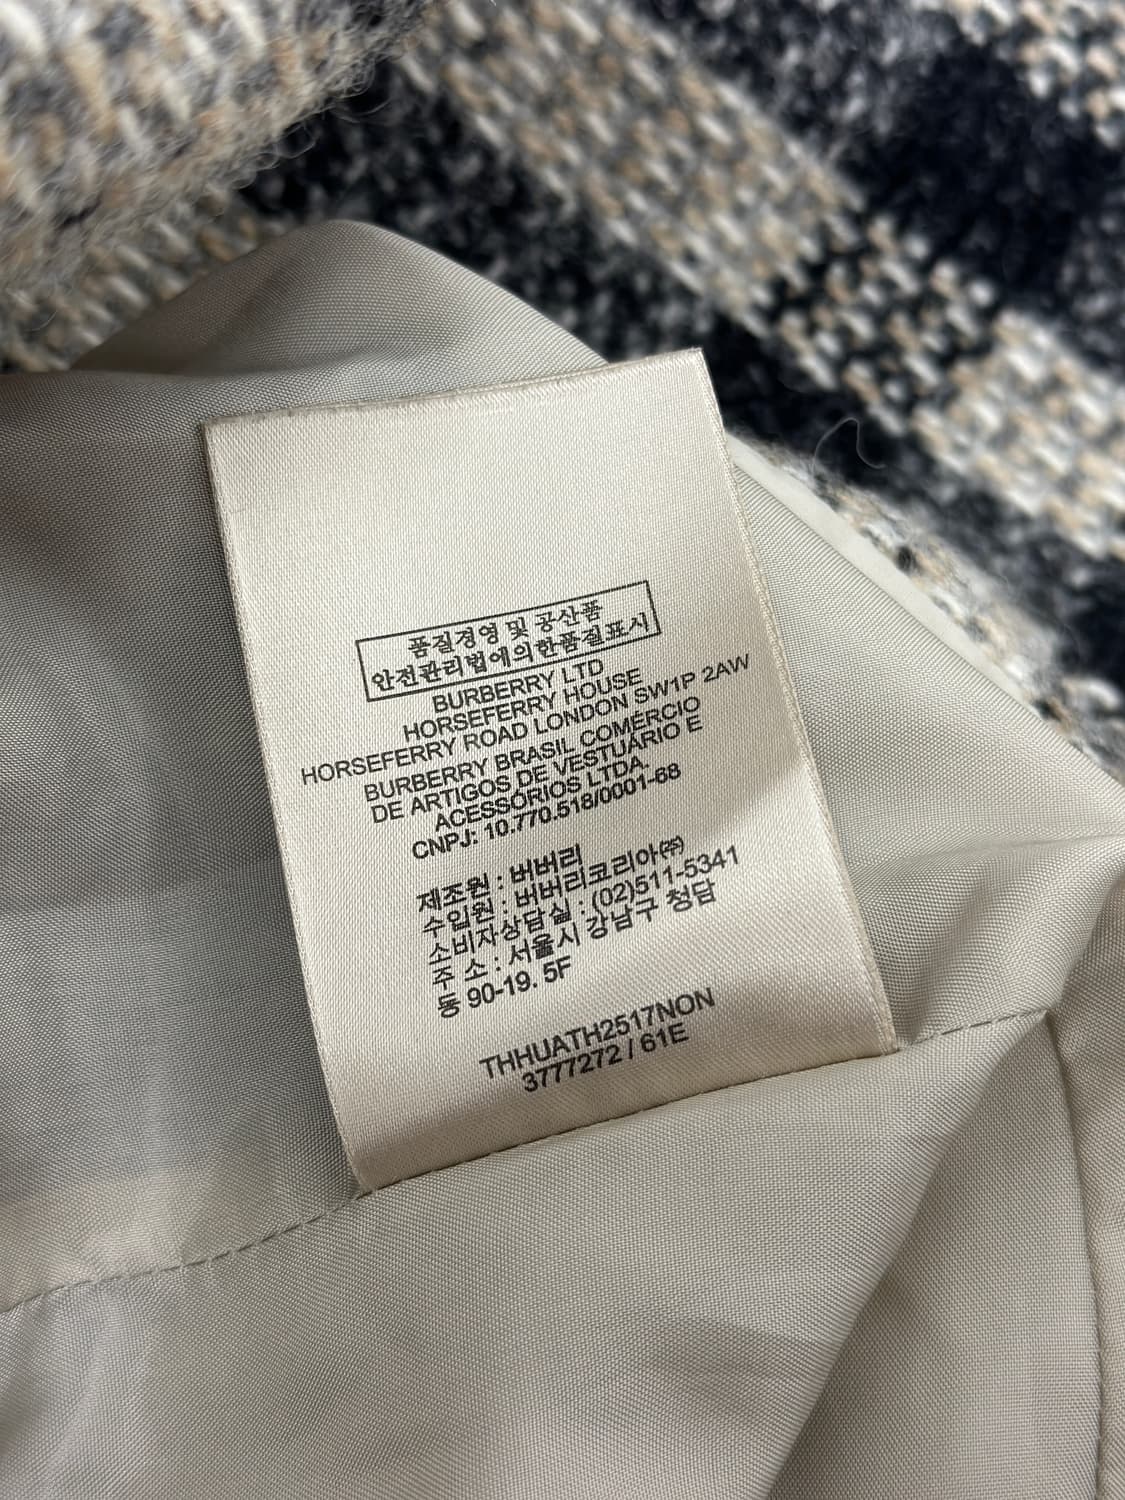 품질경영 및 공산품
안전관리법에의한품질표시
BURBERRY LTD
HORSEFERRY HOUSE
HORSEFERRY ROAD LONDON SW1P 2AW
BURBERRY BRASIL COMÉRCIO
DE ARTIGOS DE VESTUÁRIO E
ACESSÓRIOS LTDA.
CNPJ: 10.770.518/0001-68
제조원 : 버버리
수입원 : 버버리코리아㈜
소비자상담실 : (02)511-5341
주 소 : 서울시 강남구 청담
동 90-19. 5F
THHUATH2517NON
3777272 / 61E